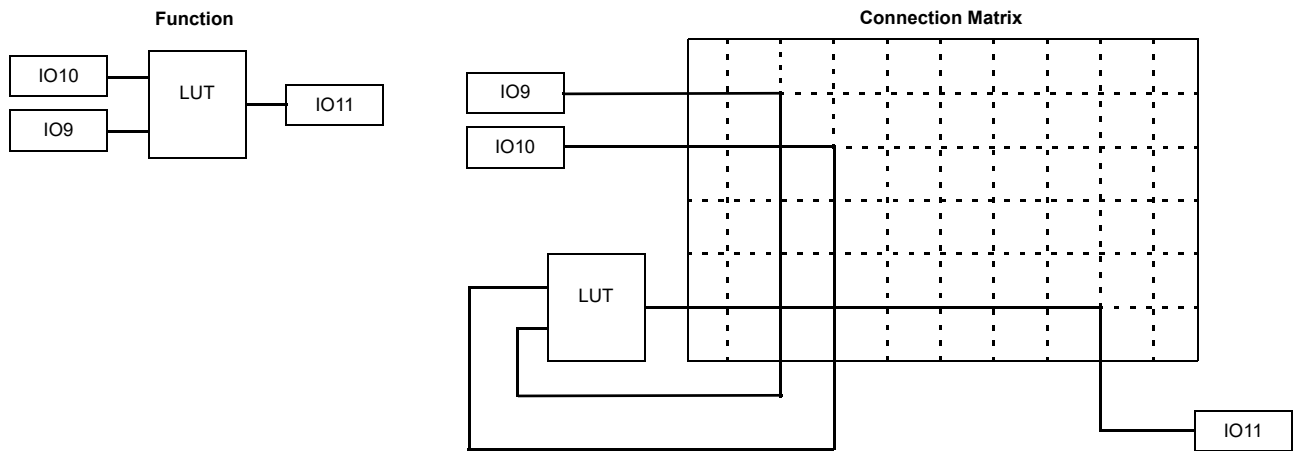 Function
IO10
IO9
LUT
IO11
Connection Matrix
IO9
IO10
LUT
IO11